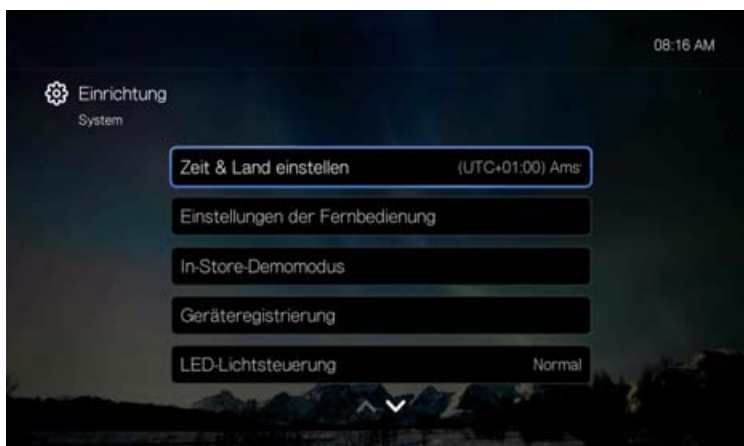 08:16 AM
Einrichtung
System
Zeit & Land einstellen (UTC+01:00) Ams
Einstellungen der Fernbedienung
In-Store-Demomodus
Geräteregistrierung
LED-Lichtsteuerung Normal